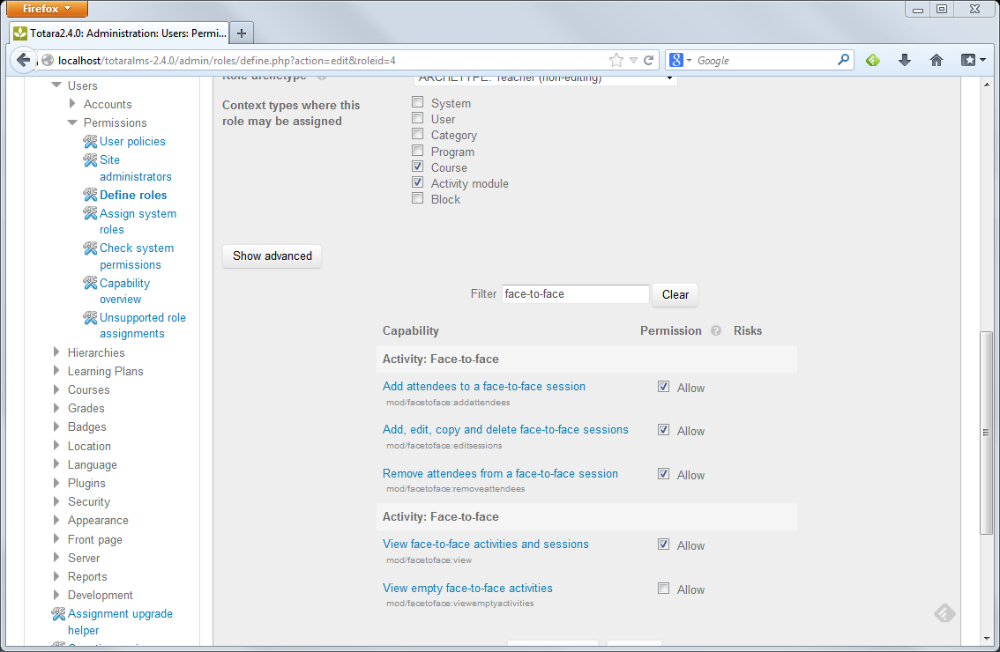 Firefox
Totara2.4.0: Administration: Users: Permi...
localhost/totaralms-2.4.0/admin/roles/define.php?action=edit&roleid=4
Google
Users
Accounts
Permissions
User policies
Site
administrators
Define roles
Assign system
roles
Check system
permissions
Capability
overview
Unsupported role
assignments
Hierarchies
Learning Plans
Courses
Grades
Badges
Location
Language
Plugins
Security
Appearance
Front page
Server
Reports
Development
Assignment upgrade
helper
Role archetype
ARCHETYPE: Teacher (non-editing)
Context types where this
role may be assigned
System
User
Category
Program
Course
Activity module
Block
Show advanced
Filter face-to-face Clear
Capability Permission Risks
Activity: Face-to-face
Add attendees to a face-to-face session Allow
mod/facetoface:addattendees
Add, edit, copy and delete face-to-face sessions Allow
mod/facetoface:editsessions
Remove attendees from a face-to-face session Allow
mod/facetoface:removeattendees
Activity: Face-to-face
View face-to-face activities and sessions Allow
mod/facetoface:view
View empty face-to-face activities Allow
mod/facetoface:viewemptyactivities